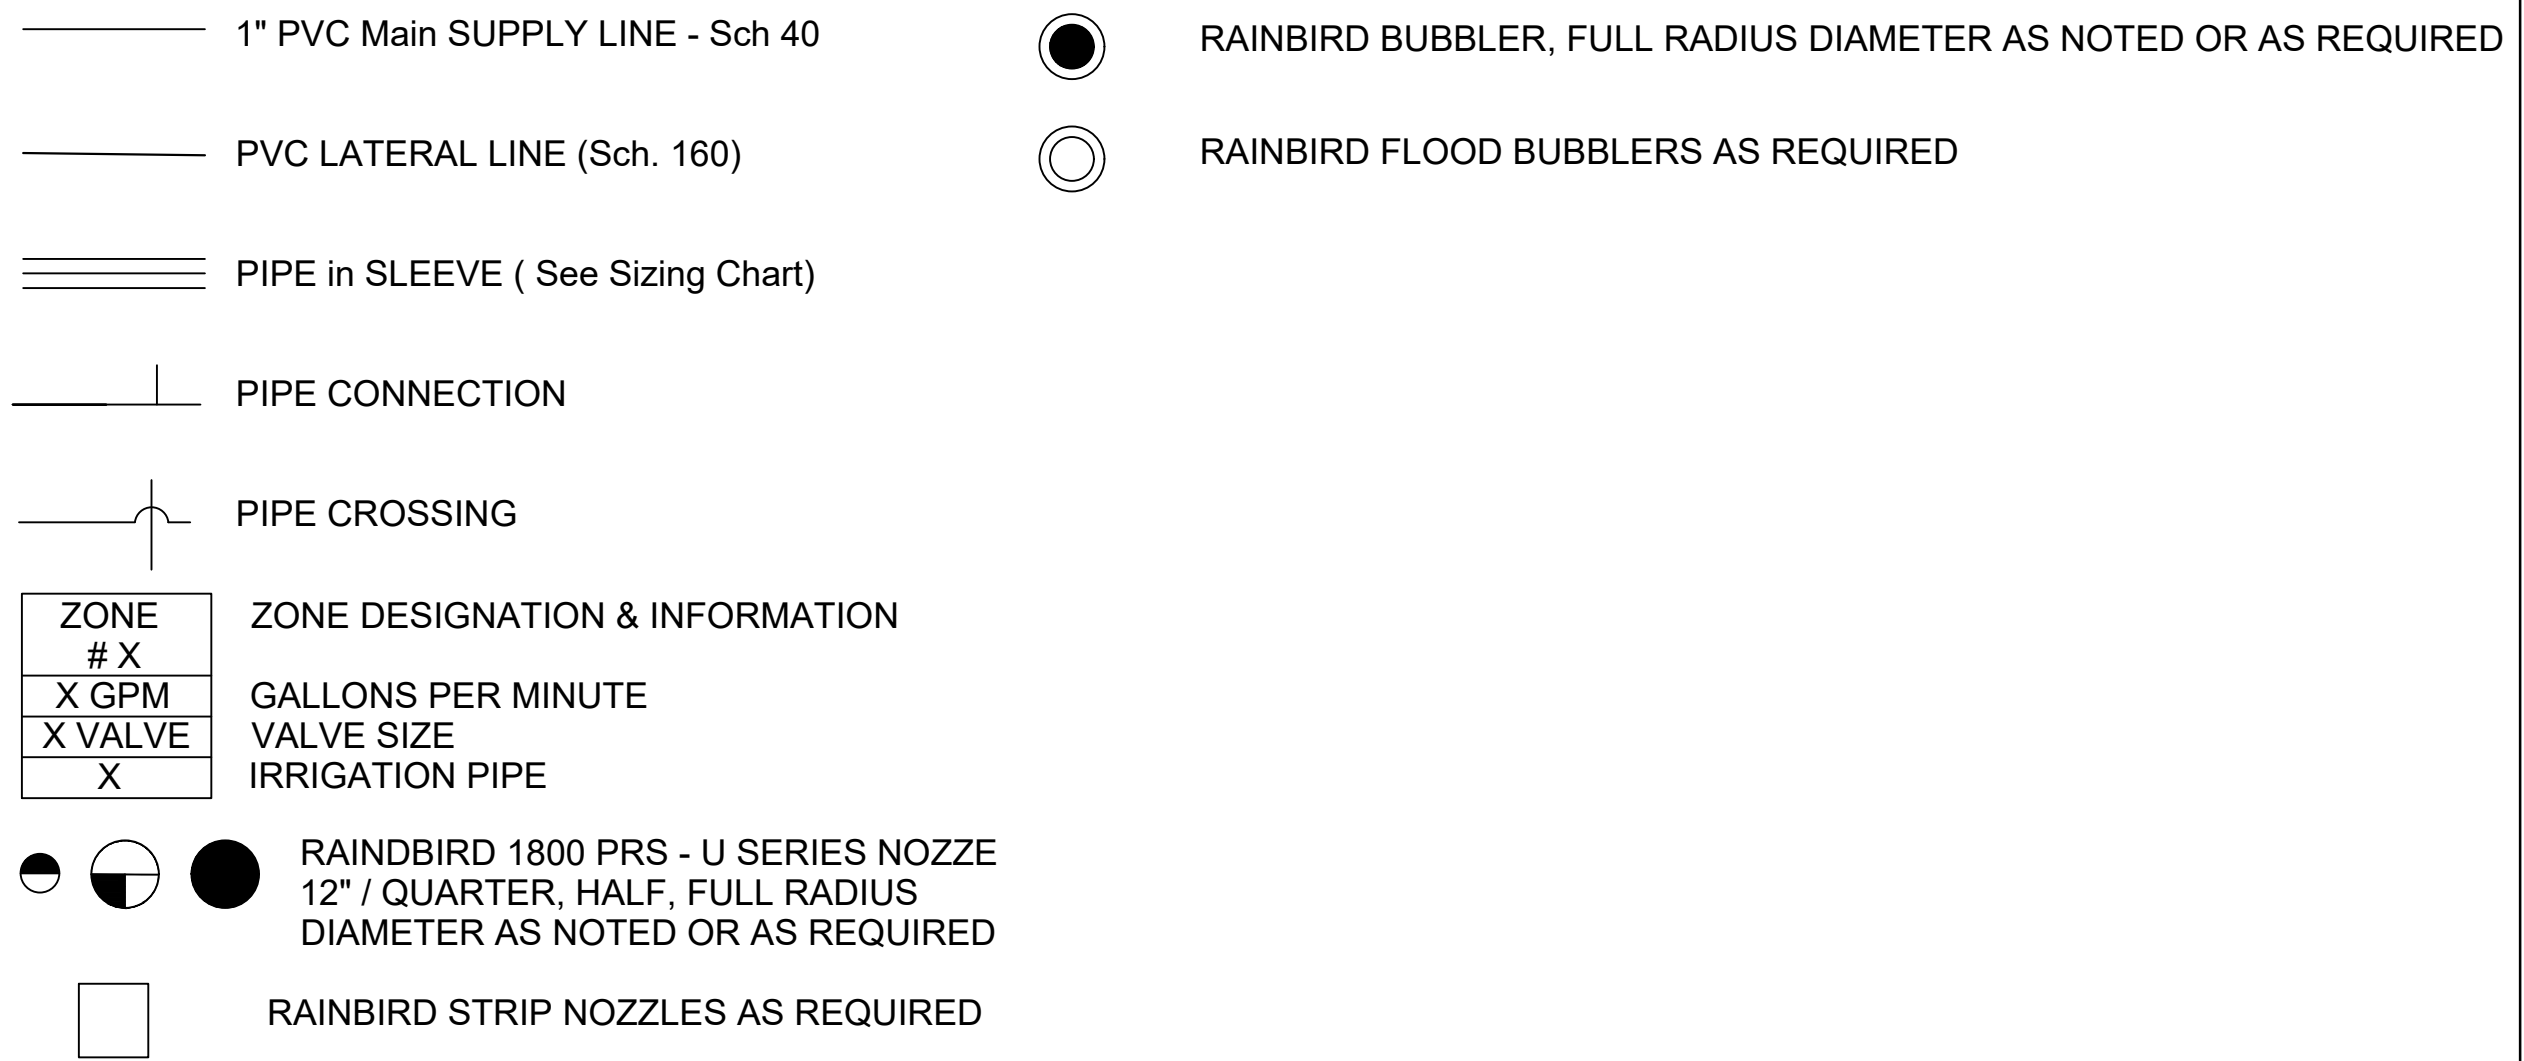 1" PVC Main SUPPLY LINE - Sch 40
PVC LATERAL LINE (Sch. 160)
PIPE in SLEEVE ( See Sizing Chart)
PIPE CONNECTION
PIPE CROSSING
ZONE
# X
ZONE DESIGNATION & INFORMATION
X GPM
GALLONS PER MINUTE
X VALVE
VALVE SIZE
X
IRRIGATION PIPE
RAINDBIRD 1800 PRS - U SERIES NOZZE
12" / QUARTER, HALF, FULL RADIUS
DIAMETER AS NOTED OR AS REQUIRED
RAINBIRD STRIP NOZZLES AS REQUIRED
RAINBIRD BUBBLER, FULL RADIUS DIAMETER AS NOTED OR AS REQUIRED
RAINBIRD FLOOD BUBBLERS AS REQUIRED